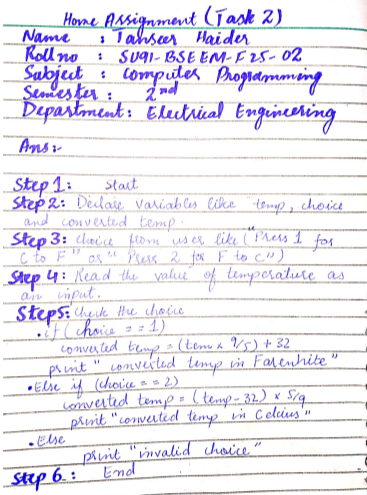 Home Assignment (Task 2)
Name : Tanseer Haider
Roll no : SU91-BSEEM-F25-02
Subject : Computer Programming
Semester : 2nd
Department: Electrical Engineering
Ans:-
Step 1: Start
Step 2: Declare variables like temp, choice
and converted temp.
Step 3: choice from user like ("Press 1 for
C to F" or "Press 2 for F to C")
Step 4: Read the value of temperature as
an input.
Step5: check the choice
• if (choice == 1)
converted temp = (tem x 9/5) + 32
print "converted temp in Farenhite"
• Else if (choice == 2)
converted temp = (temp-32) x 5/9
print "converted temp in Celcius"
• Else
print "invalid choice"
Step 6: End